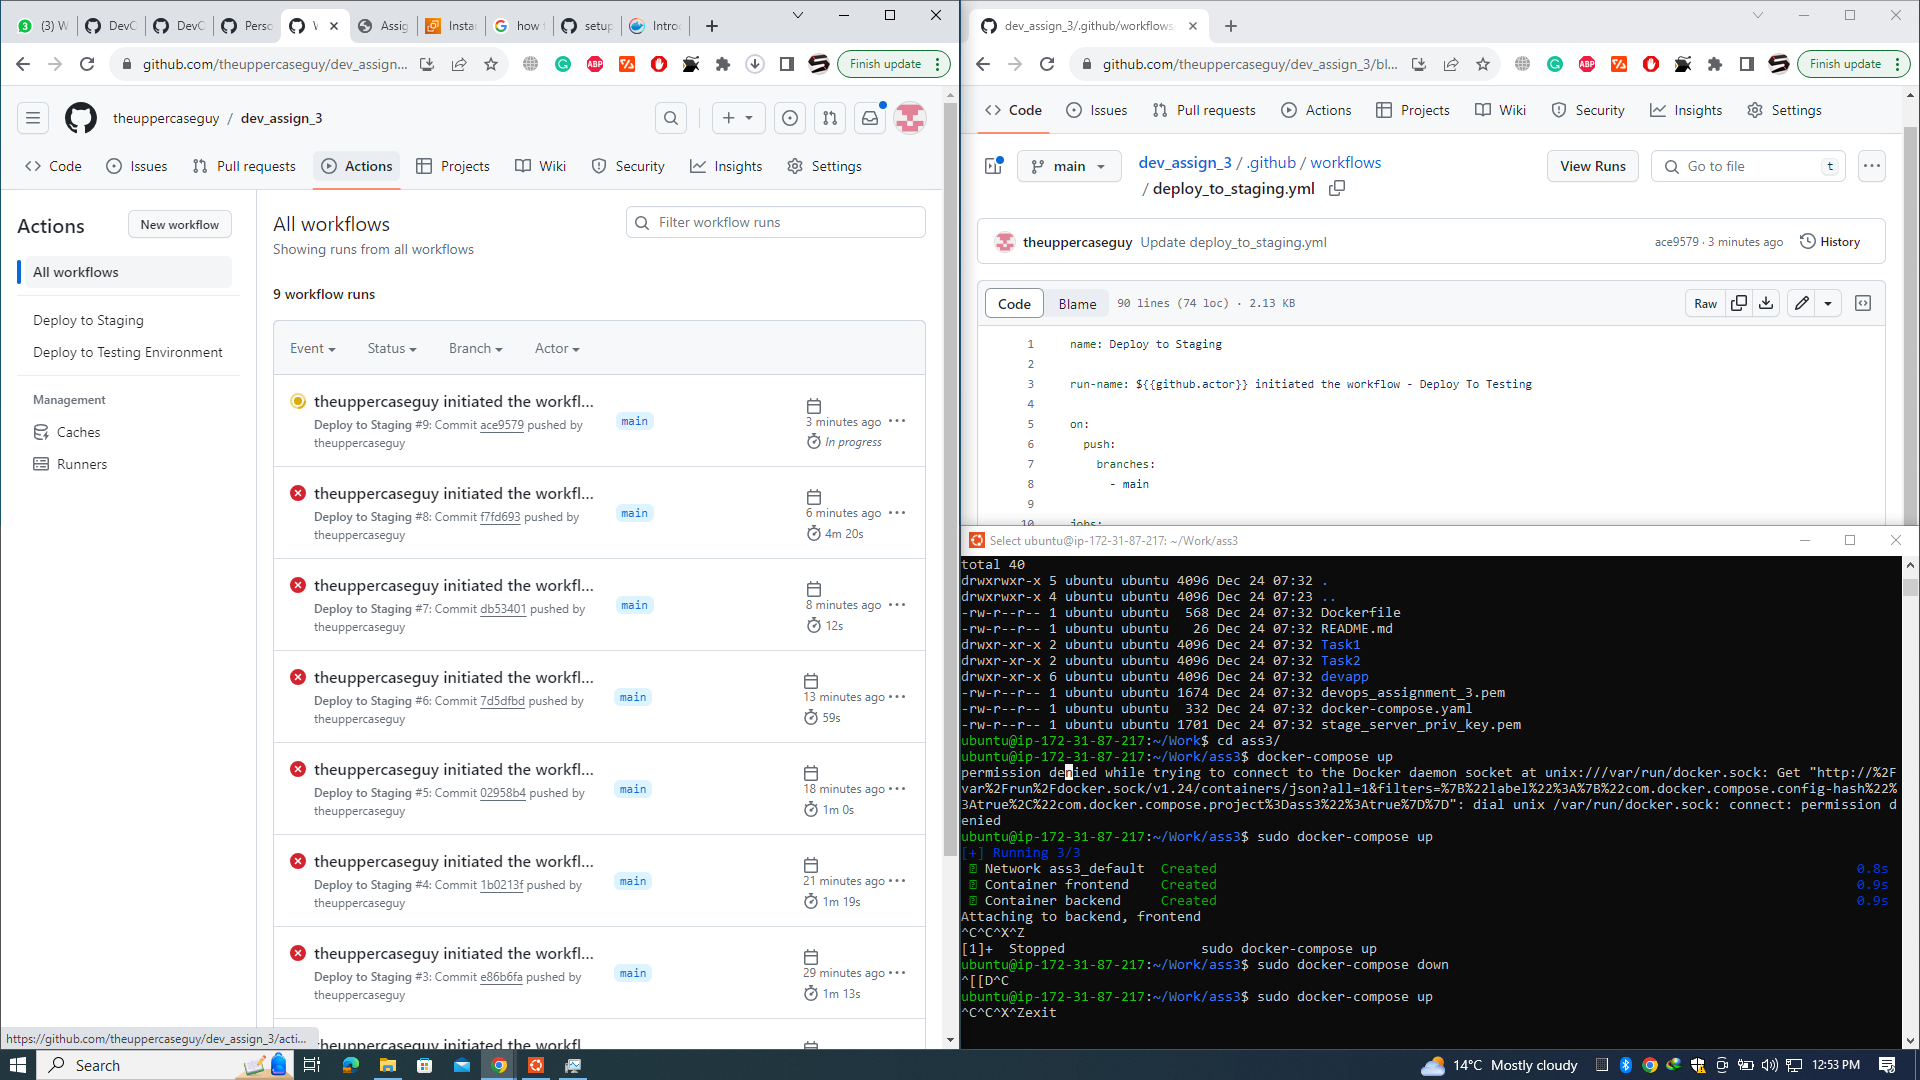 (3) W
DevO
DevO
Perso
W
Assig
Insta
how t
setup
Introd
github.com/theuppercaseguy/dev_assign...
Finish update
theuppercaseguy / dev_assign_3
Code
Issues
Pull requests
Actions
Projects
Wiki
Security
Insights
Settings
Actions
New workflow
All workflows
Deploy to Staging
Deploy to Testing Environment
Management
Caches
Runners
All workflows
Showing runs from all workflows
Filter workflow runs
9 workflow runs
Event
Status
Branch
Actor
theuppercaseguy initiated the workfl...
Deploy to Staging #9: Commit ace9579 pushed by
theuppercaseguy
main
3 minutes ago
In progress
theuppercaseguy initiated the workfl...
Deploy to Staging #8: Commit f7fd693 pushed by
theuppercaseguy
main
6 minutes ago
4m 20s
theuppercaseguy initiated the workfl...
Deploy to Staging #7: Commit db53401 pushed by
theuppercaseguy
main
8 minutes ago
12s
theuppercaseguy initiated the workfl...
Deploy to Staging #6: Commit 7d5dfbd pushed by
theuppercaseguy
main
13 minutes ago
59s
theuppercaseguy initiated the workfl...
Deploy to Staging #5: Commit 02958b4 pushed by
theuppercaseguy
main
18 minutes ago
1m 0s
theuppercaseguy initiated the workfl...
Deploy to Staging #4: Commit 1b0213f pushed by
theuppercaseguy
main
21 minutes ago
1m 19s
theuppercaseguy initiated the workfl...
Deploy to Staging #3: Commit e86b6fa pushed by
theuppercaseguy
main
29 minutes ago
1m 13s
theuppercaseguy initiated the workfl...
https://github.com/theuppercaseguy/dev_assign_3/acti...
dev_assign_3/.github/workflows
github.com/theuppercaseguy/dev_assign_3/bl...
Finish update
Code
Issues
Pull requests
Actions
Projects
Wiki
Security
Insights
Settings
main
dev_assign_3 / .github / workflows
/ deploy_to_staging.yml
View Runs
Go to file
t
theuppercaseguy Update deploy_to_staging.yml
ace9579 · 3 minutes ago
History
Code
Blame
90 lines (74 loc) · 2.13 KB
Raw
1 name: Deploy to Staging
2
3 run-name: ${{github.actor}} initiated the workflow - Deploy To Testing
4
5 on:
6 push:
7 branches:
8 - main
9
10 jobs:
Select ubuntu@ip-172-31-87-217: ~/Work/ass3
total 40
drwxrwxr-x 5 ubuntu ubuntu 4096 Dec 24 07:32 .
drwxrwxr-x 4 ubuntu ubuntu 4096 Dec 24 07:23 ..
-rw-r--r-- 1 ubuntu ubuntu  568 Dec 24 07:32 Dockerfile
-rw-r--r-- 1 ubuntu ubuntu   26 Dec 24 07:32 README.md
drwxr-xr-x 2 ubuntu ubuntu 4096 Dec 24 07:32 Task1
drwxr-xr-x 2 ubuntu ubuntu 4096 Dec 24 07:32 Task2
drwxr-xr-x 6 ubuntu ubuntu 4096 Dec 24 07:32 devapp
-rw-r--r-- 1 ubuntu ubuntu 1674 Dec 24 07:32 devops_assignment_3.pem
-rw-r--r-- 1 ubuntu ubuntu  332 Dec 24 07:32 docker-compose.yaml
-rw-r--r-- 1 ubuntu ubuntu 1701 Dec 24 07:32 stage_server_priv_key.pem
ubuntu@ip-172-31-87-217:~/Work$ cd ass3/
ubuntu@ip-172-31-87-217:~/Work/ass3$ docker-compose up
permission denied while trying to connect to the Docker daemon socket at unix:///var/run/docker.sock: Get "http://%2F
var%2Frun%2Fdocker.sock/v1.24/containers/json?all=1&filters=%7B%22label%22%3A%7B%22com.docker.compose.config-hash%22%
3Atrue%2C%22com.docker.compose.project%3Dass3%22%3Atrue%7D%7D": dial unix /var/run/docker.sock: connect: permission d
enied
ubuntu@ip-172-31-87-217:~/Work/ass3$ sudo docker-compose up
[+] Running 3/3
Network ass3_default  Created 0.8s
Container frontend    Created 0.9s
Container backend     Created 0.9s
Attaching to backend, frontend
^C^C^X^Z
[1]+  Stopped                 sudo docker-compose up
ubuntu@ip-172-31-87-217:~/Work/ass3$ sudo docker-compose down
^[[D^C
ubuntu@ip-172-31-87-217:~/Work/ass3$ sudo docker-compose up
^C^C^X^Zexit
Search
14°C Mostly cloudy
12:53 PM